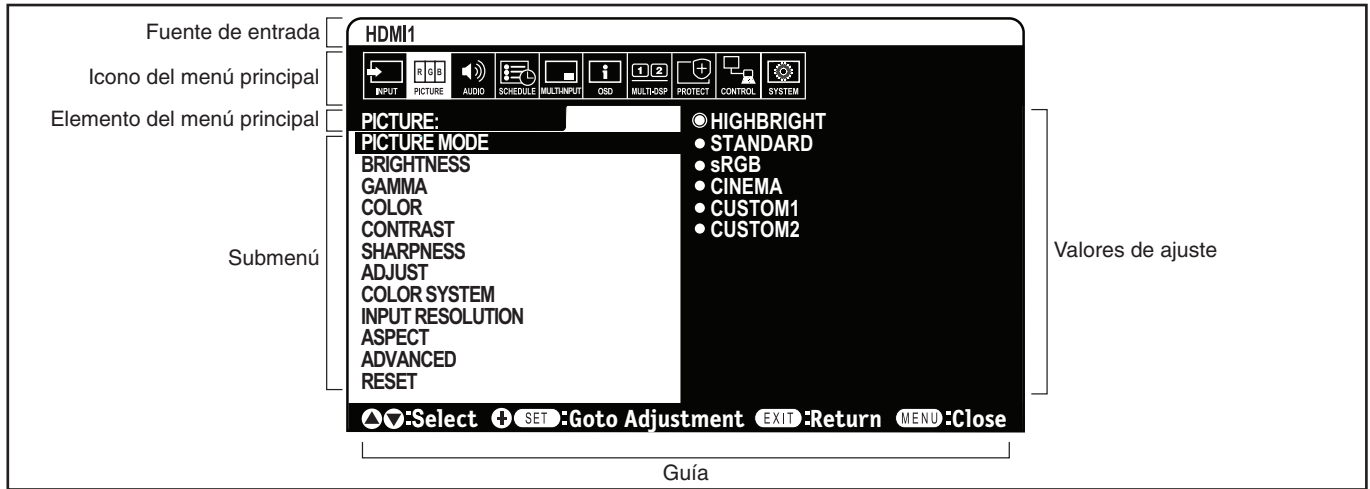 Fuente de entrada
HDMI1
Icono del menú principal
INPUT PICTURE AUDIO SCHEDULE MULTI-INPUT OSD MULTI-DSP PROTECT CONTROL SYSTEM
RGB
i
1 2
Elemento del menú principal
PICTURE:
Submenú
PICTURE MODE
BRIGHTNESS
GAMMA
COLOR
CONTRAST
SHARPNESS
ADJUST
COLOR SYSTEM
INPUT RESOLUTION
ASPECT
ADVANCED
RESET
HIGHBRIGHT
STANDARD
sRGB
CINEMA
CUSTOM1
CUSTOM2
Valores de ajuste
:Select SET :Goto Adjustment EXIT :Return MENU :Close
Guía